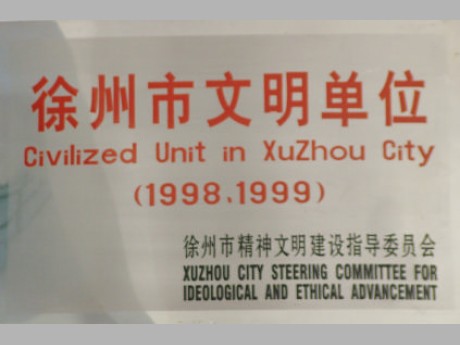 徐州市文明单位
Civilized Unit in XuZhou City
(1998.1999)
徐州市精神文明建设指导委员会
XUZHOU CITY STEERING COMMITTEE FOR
IDEOLOGICAL AND ETHICAL ADVANCEMENT